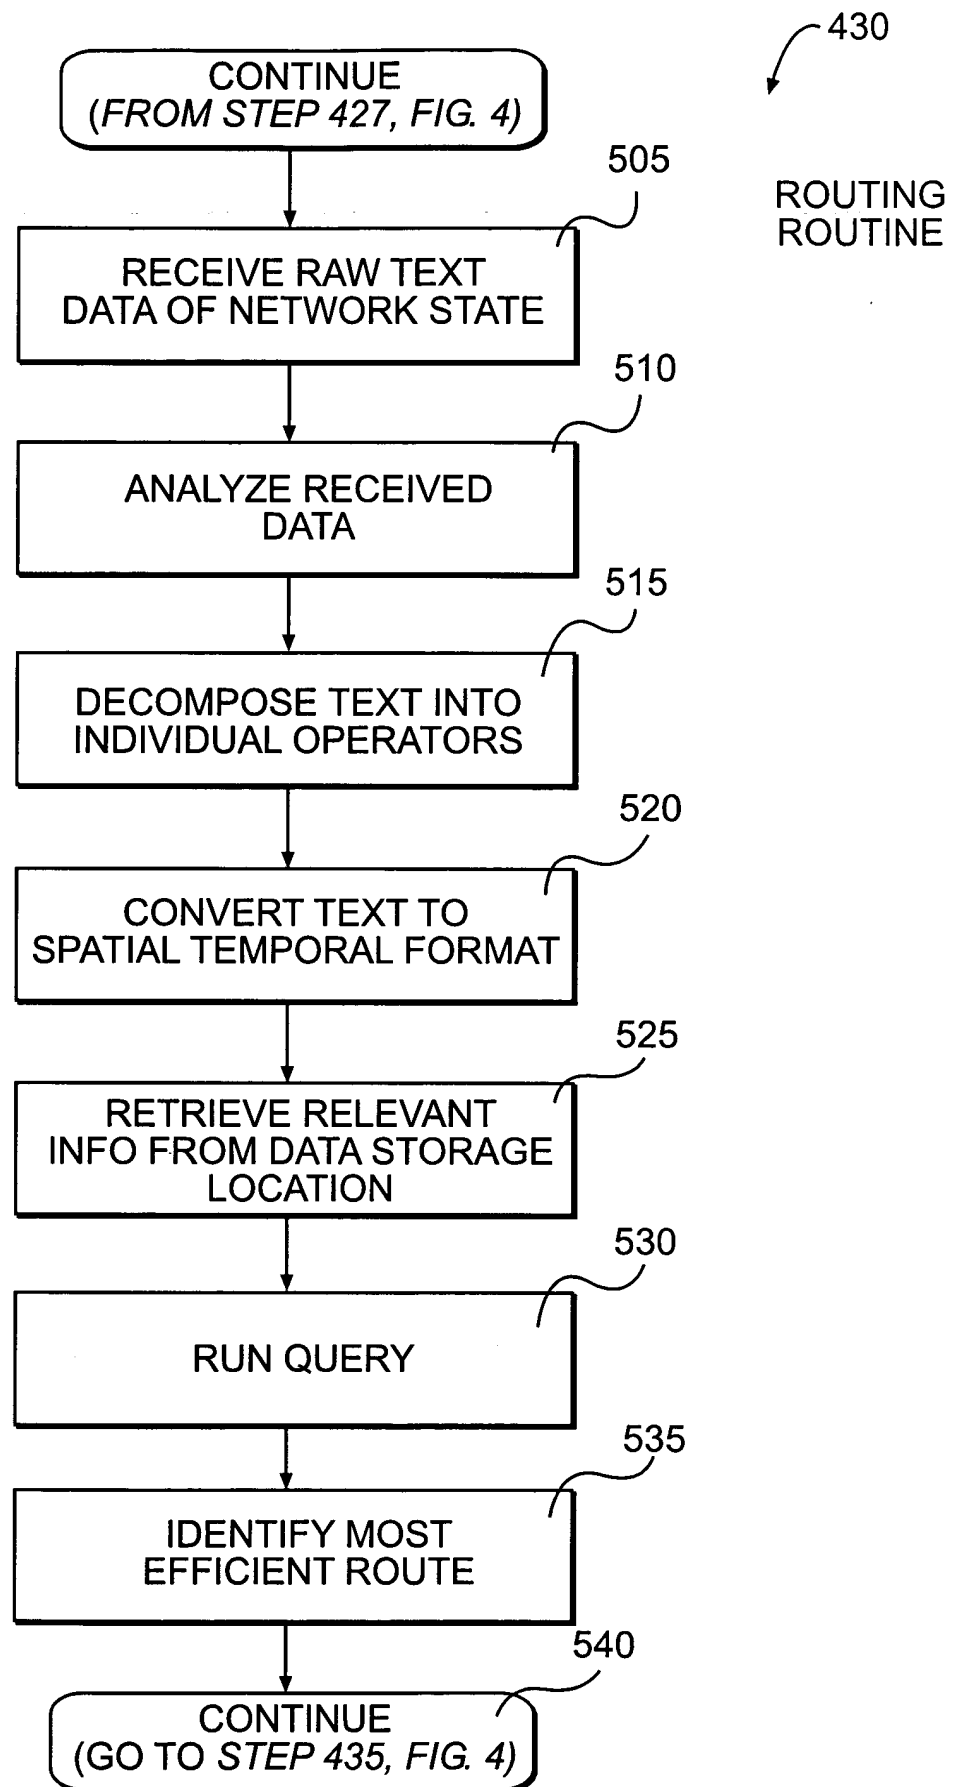 430
CONTINUE
(FROM STEP 427, FIG. 4)
505
ROUTING
ROUTINE
RECEIVE RAW TEXT
DATA OF NETWORK STATE
510
ANALYZE RECEIVED
DATA
515
DECOMPOSE TEXT INTO
INDIVIDUAL OPERATORS
520
CONVERT TEXT TO
SPATIAL TEMPORAL FORMAT
525
RETRIEVE RELEVANT
INFO FROM DATA STORAGE
LOCATION
530
RUN QUERY
535
IDENTIFY MOST
EFFICIENT ROUTE
540
CONTINUE
(GO TO STEP 435, FIG. 4)